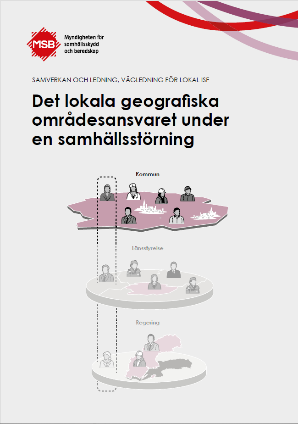 MSB
Myndigheten för
samhällsskydd
och beredskap
SAMVERKAN OCH LEDNING, VÄGLEDNING FÖR LOKAL ISF
Det lokala geografiska
områdesansvaret under
en samhällsstörning
Kommun
Länsstyrelse
Regering